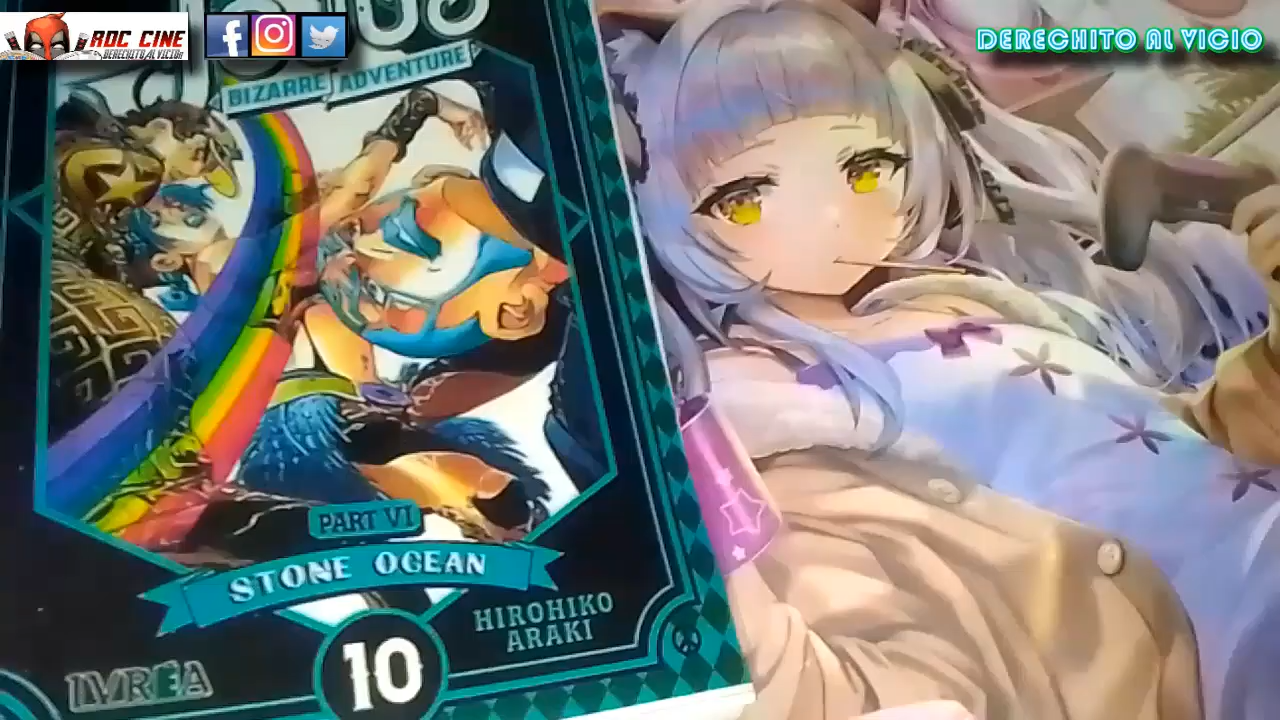 ROC CINE
DERECHITO AL VICIO!
DERECHITO AL VICIO
BIZARRE ADVENTURE
PART VI
STONE OCEAN
HIROHIKO
ARAKI
10
IVREA